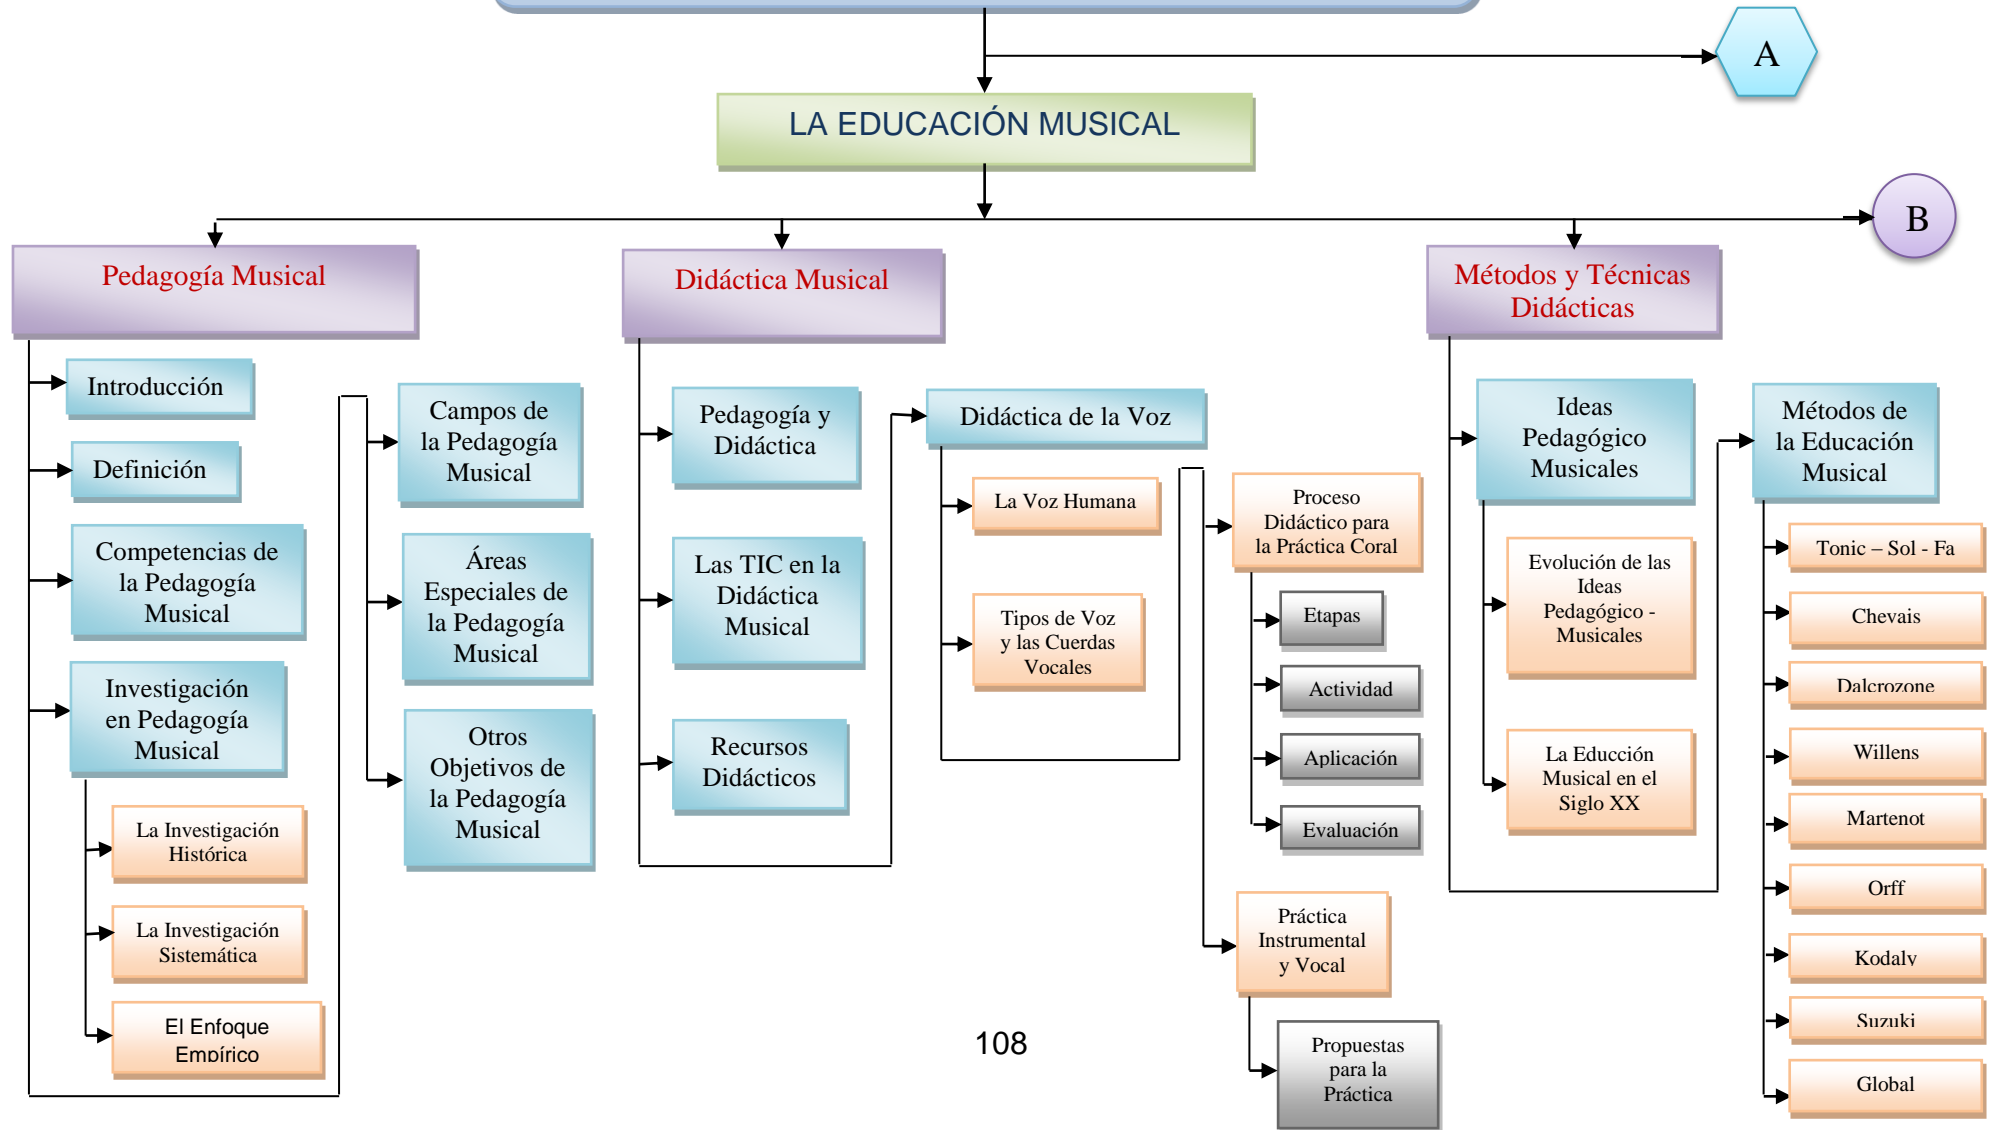 A
LA EDUCACIÓN MUSICAL
B
Pedagogía Musical
Introducción
Definición
Competencias de
la Pedagogía
Musical
Investigación
en Pedagogía
Musical
La Investigación
Histórica
La Investigación
Sistemática
El Enfoque
Empírico
Campos de
la Pedagogía
Musical
Áreas
Especiales de
la Pedagogía
Musical
Otros
Objetivos de
la Pedagogía
Musical
Didáctica Musical
Pedagogía y
Didáctica
Las TIC en la
Didáctica
Musical
Recursos
Didácticos
Didáctica de la Voz
La Voz Humana
Tipos de Voz
y las Cuerdas
Vocales
Proceso
Didáctico para
la Práctica Coral
Etapas
Actividad
Aplicación
Evaluación
Práctica
Instrumental
y Vocal
Propuestas
para la
Práctica
Métodos y Técnicas
Didácticas
Ideas
Pedagógico
Musicales
Evolución de las
Ideas
Pedagógico -
Musicales
La Educción
Musical en el
Siglo XX
Métodos de
la Educación
Musical
Tonic – Sol - Fa
Chevais
Dalcrozone
Willens
Martenot
Orff
Kodaly
Suzuki
Global
108